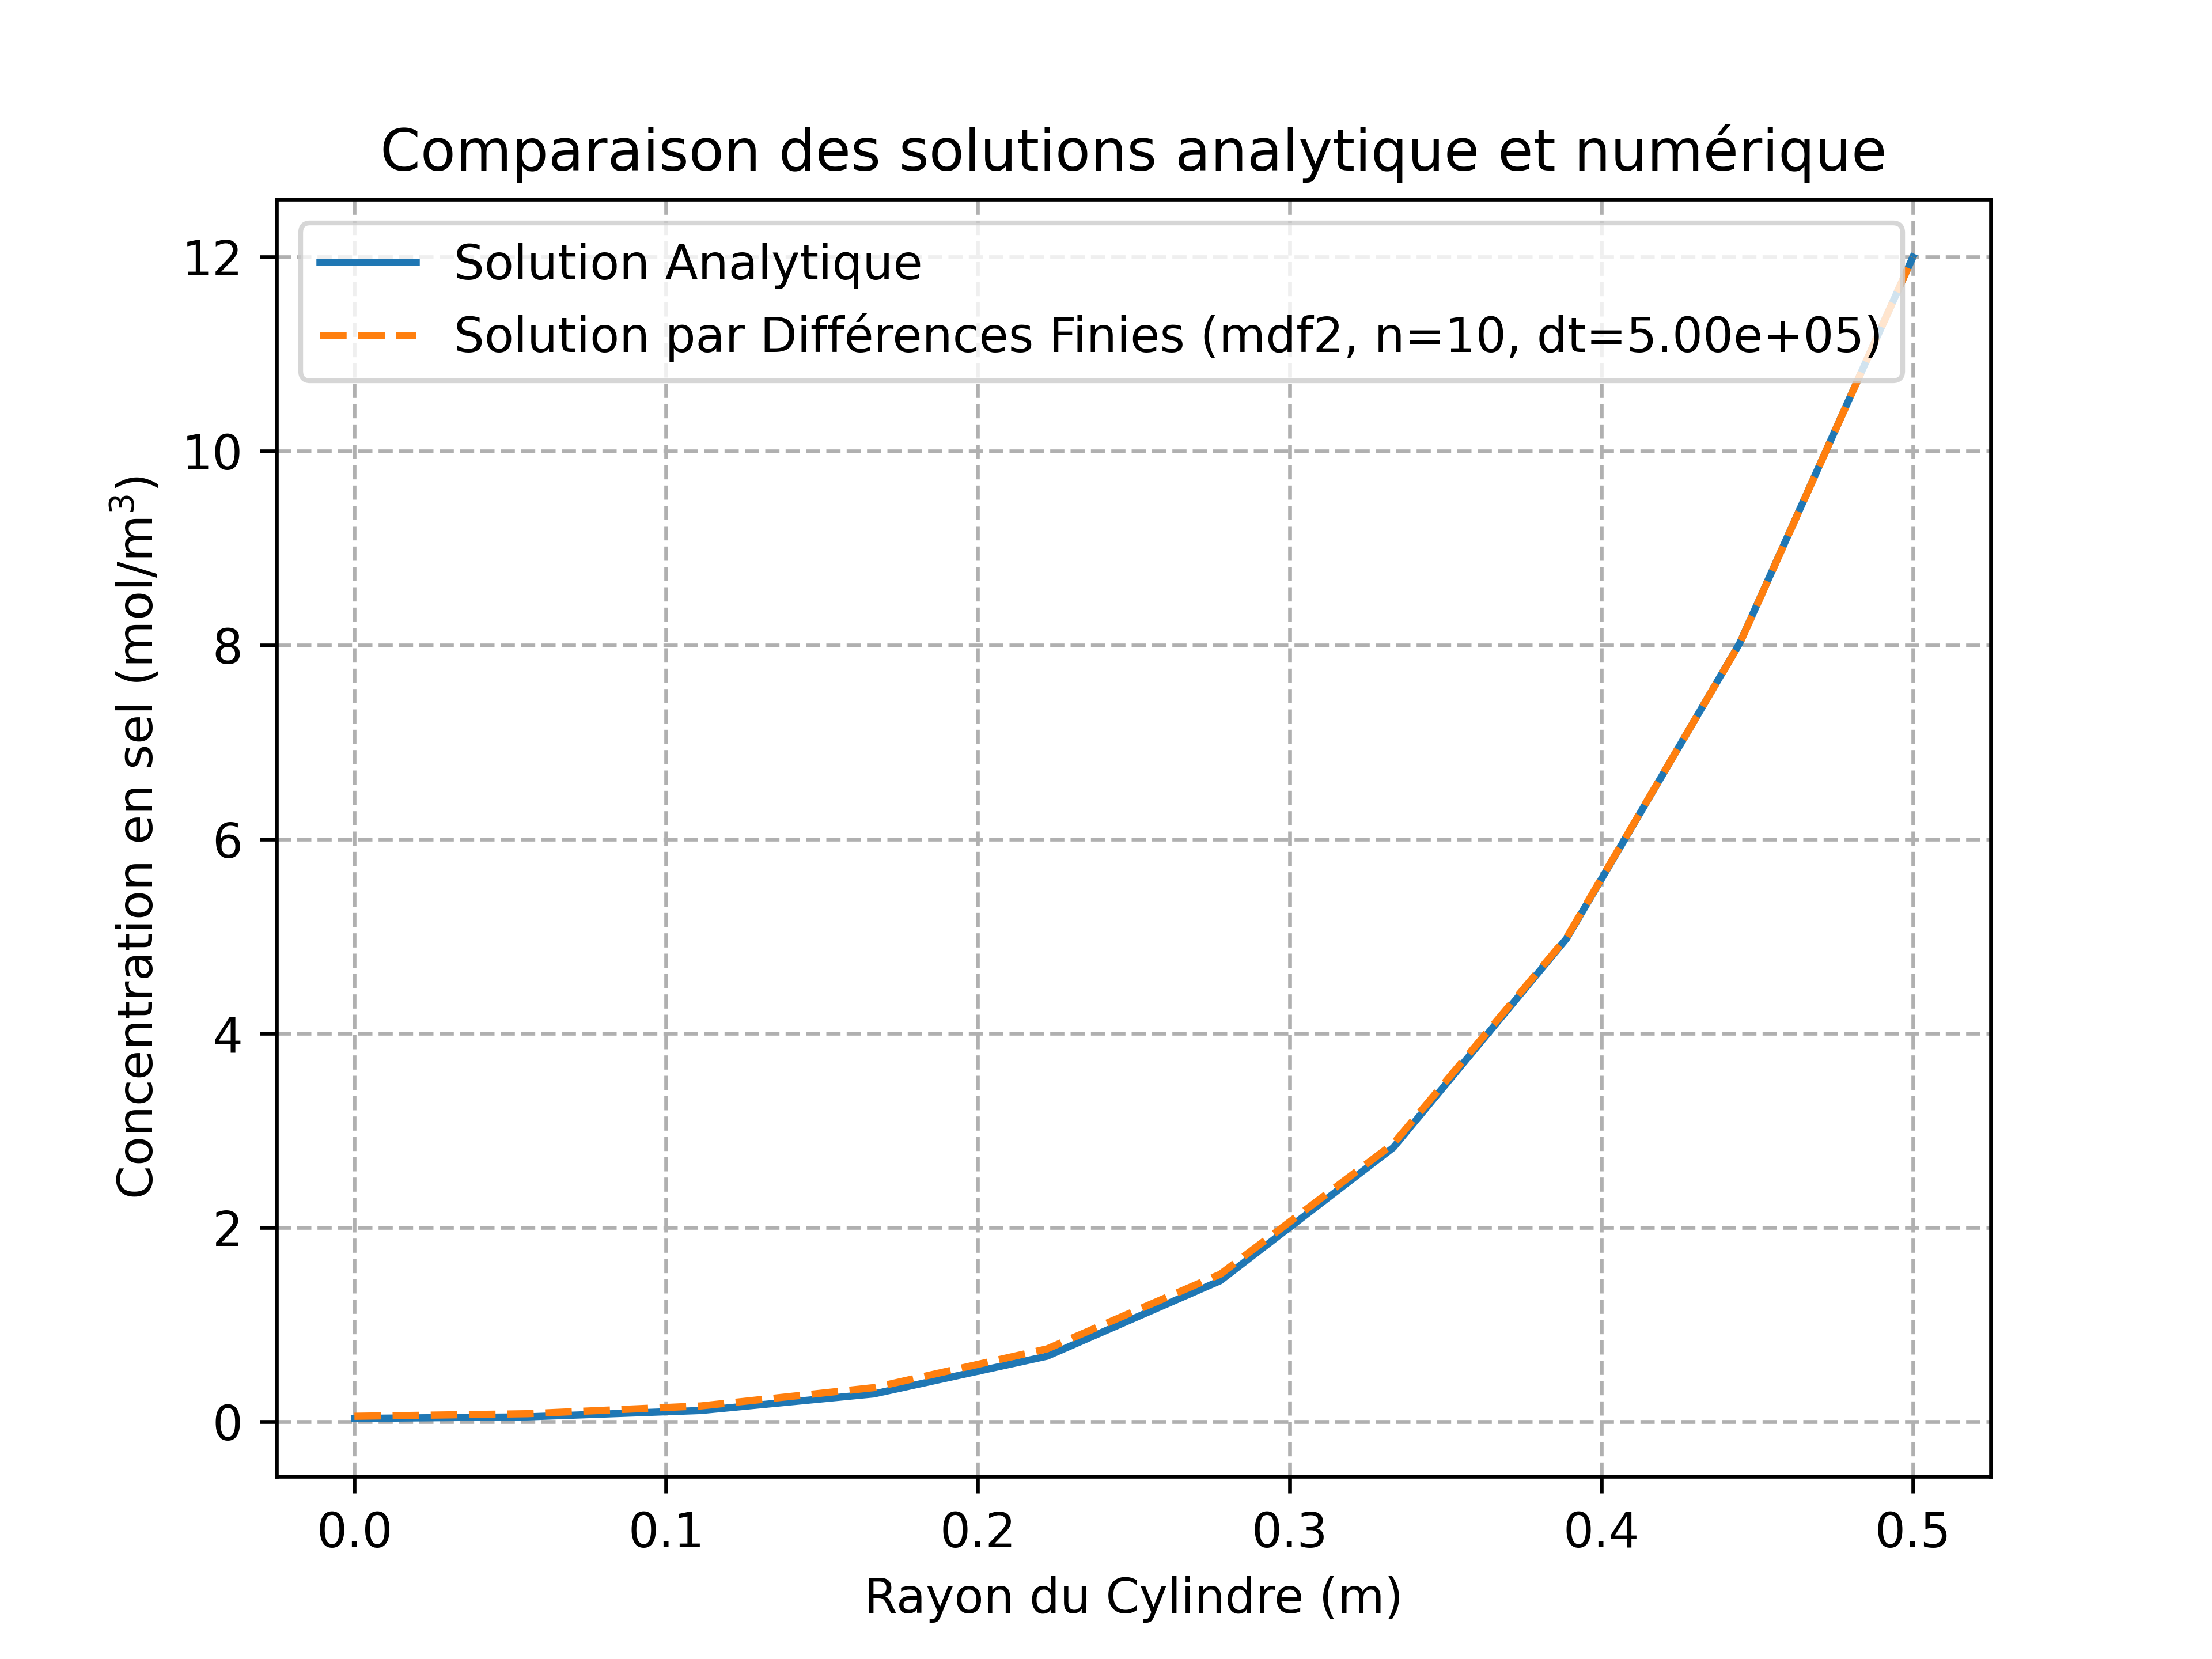 Comparaison des solutions analytique et numérique
Solution Analytique
Solution par Différences Finies (mdf2, n=10, dt=5.00e+05)
Concentration en sel (mol/m³)
12
10
8
6
4
2
0
0.0 0.1 0.2 0.3 0.4 0.5
Rayon du Cylindre (m)